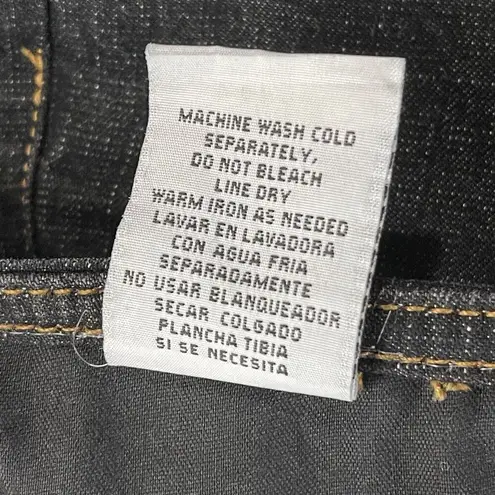 MACHINE WASH COLD
SEPARATELY,
DO NOT BLEACH
LINE DRY
WARM IRON AS NEEDED
LAVAR EN LAVADORA
CON AGUA FRIA
SEPARADAMENTE
NO USAR BLANQUEADOR
SECAR COLGADO
PLANCHA TIBIA
SI SE NECESITA